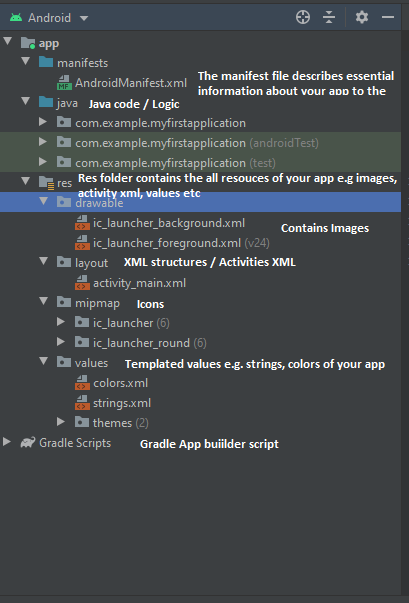 Android
app
manifests
AndroidManifest.xml
The manifest file describes essential
information about your app to the
java
Java code / Logic
com.example.myfirstapplication
com.example.myfirstapplication (androidTest)
com.example.myfirstapplication (test)
res
Res folder contains the all resouces of your app e.g images,
activity xml, values etc
drawable
ic_launcher_background.xml
ic_launcher_foreground.xml (v24)
Contains Images
layout
XML structures / Activities XML
activity_main.xml
mipmap
Icons
ic_launcher (6)
ic_launcher_round (6)
values
Templated values e.g. strings, colors of your app
colors.xml
strings.xml
themes (2)
Gradle Scripts
Gradle App buiilder script